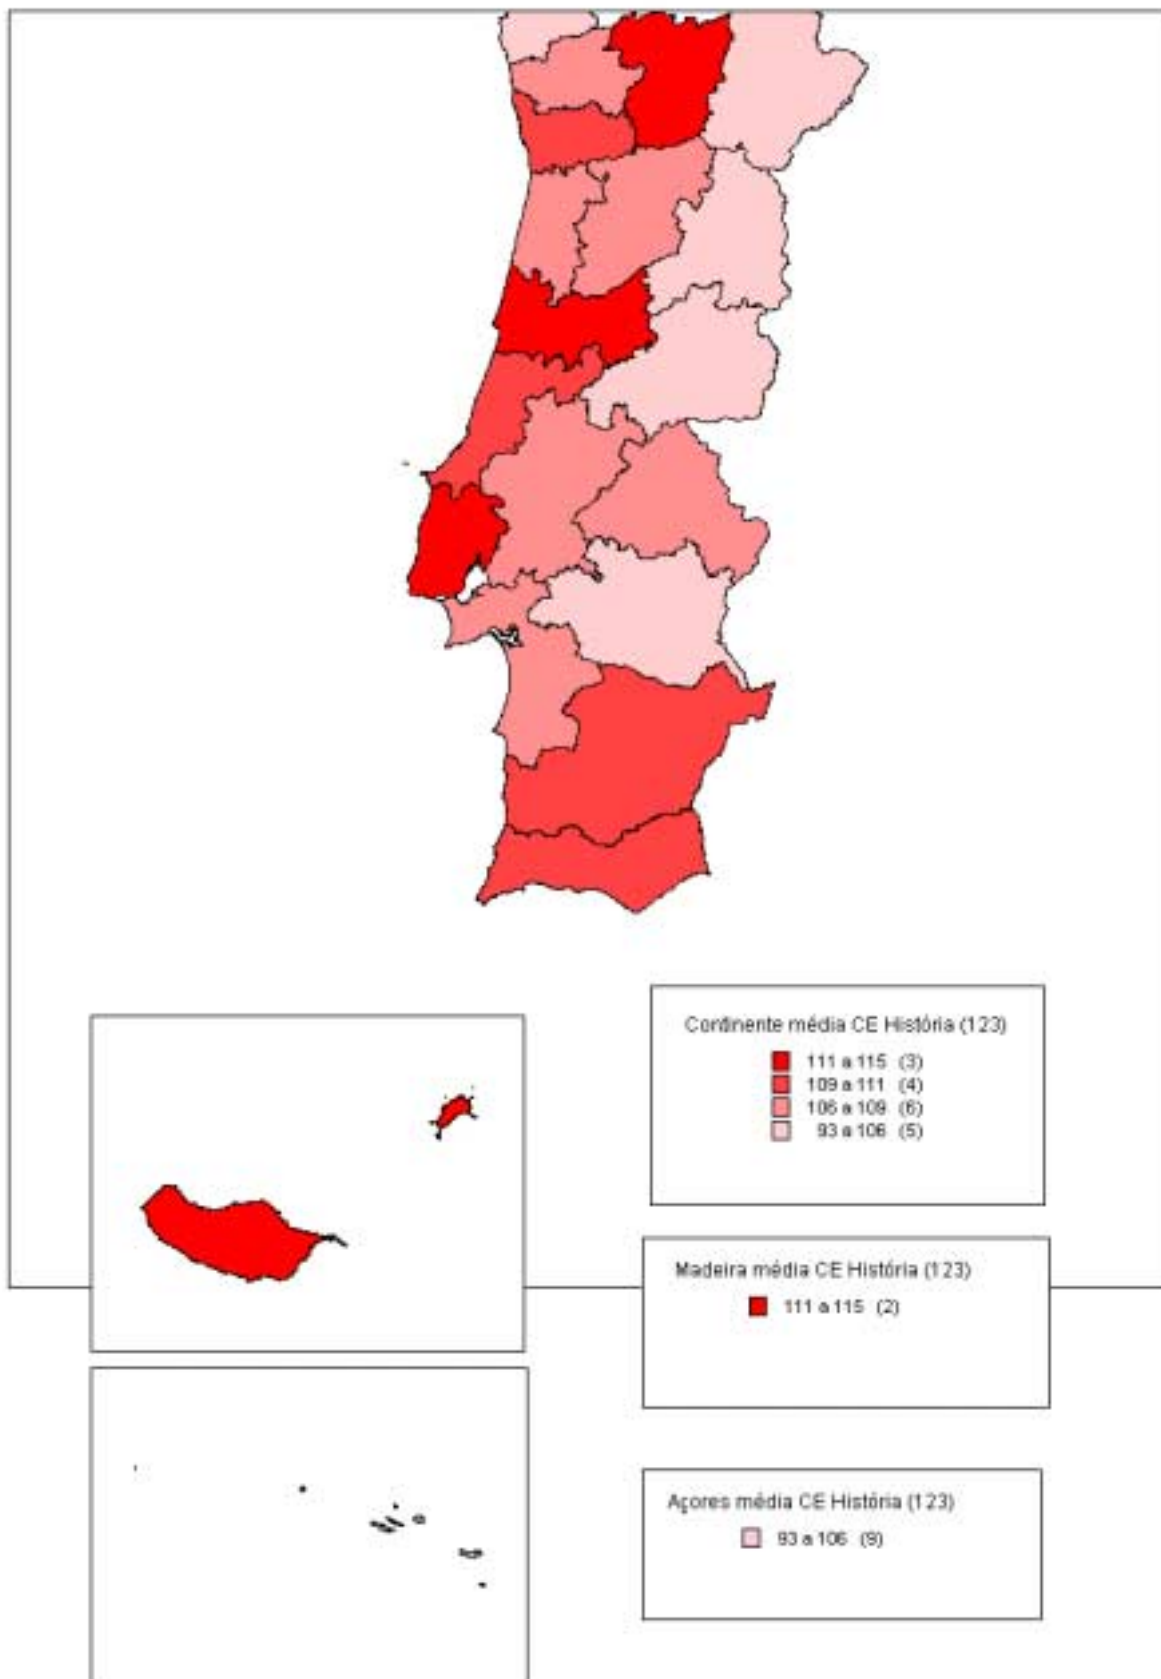 Continente média CE História (123)
111 a 115 (3)
109 a 111 (4)
106 a 109 (6)
93 a 106 (5)
Madeira média CE História (123)
111 a 115 (2)
Açores média CE História (123)
93 a 106 (9)